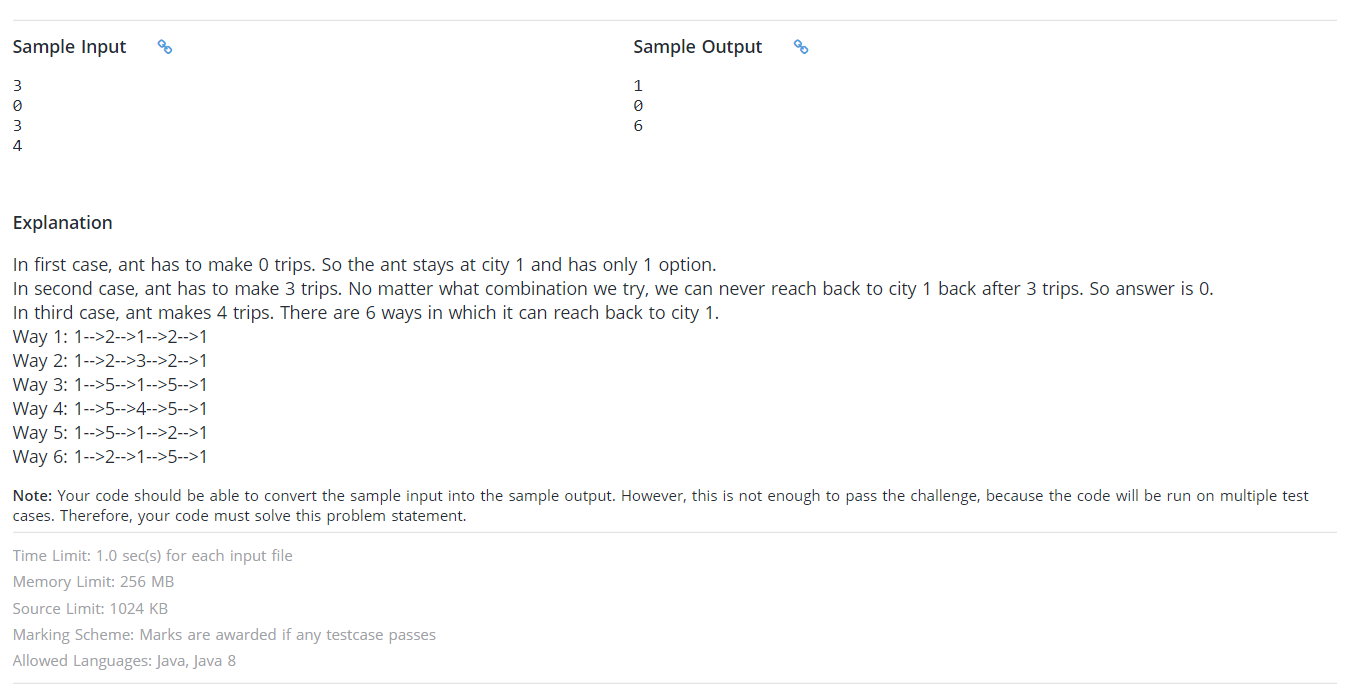 Sample Input
Sample Output
3
0
3
4
1
0
6
Explanation
In first case, ant has to make 0 trips. So the ant stays at city 1 and has only 1 option.
In second case, ant has to make 3 trips. No matter what combination we try, we can never reach back to city 1 back after 3 trips. So answer is 0.
In third case, ant makes 4 trips. There are 6 ways in which it can reach back to city 1.
Way 1: 1-->2-->1-->2-->1
Way 2: 1-->2-->3-->2-->1
Way 3: 1-->5-->1-->5-->1
Way 4: 1-->5-->4-->5-->1
Way 5: 1-->5-->1-->2-->1
Way 6: 1-->2-->1-->5-->1
Note: Your code should be able to convert the sample input into the sample output. However, this is not enough to pass the challenge, because the code will be run on multiple test
cases. Therefore, your code must solve this problem statement.
Time Limit: 1.0 sec(s) for each input file
Memory Limit: 256 MB
Source Limit: 1024 KB
Marking Scheme: Marks are awarded if any testcase passes
Allowed Languages: Java, Java 8